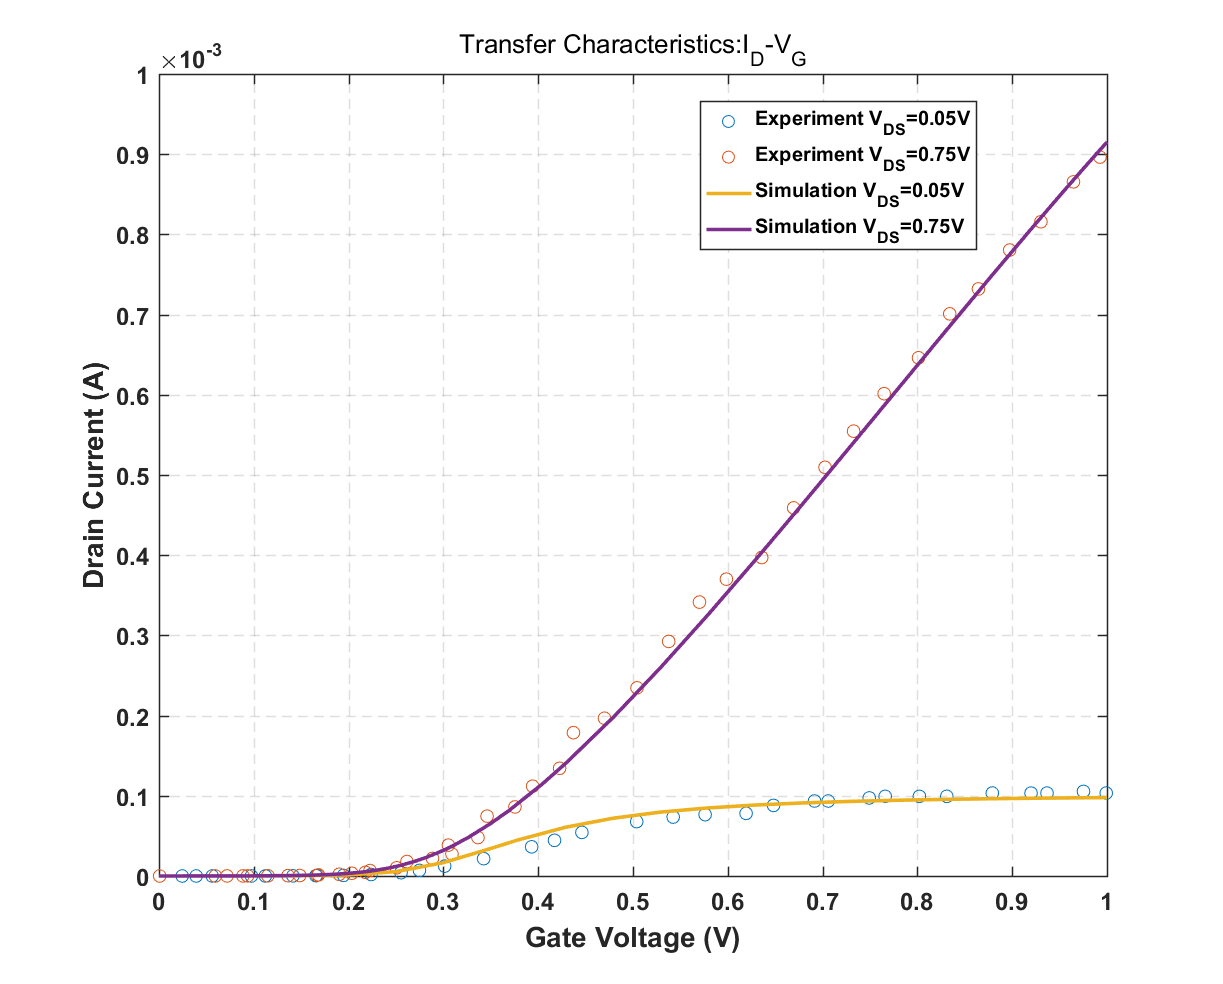 Transfer Characteristics:I_D-V_G
×10^-3
1
0.9
0.8
0.7
0.6
0.5
0.4
0.3
0.2
0.1
0
Drain Current (A)
Experiment V_DS=0.05V
Experiment V_DS=0.75V
Simulation V_DS=0.05V
Simulation V_DS=0.75V
0 0.1 0.2 0.3 0.4 0.5 0.6 0.7 0.8 0.9 1
Gate Voltage (V)